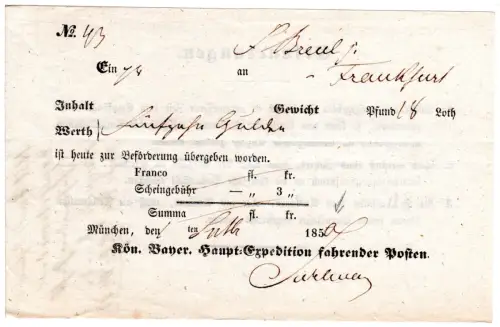 No. 43
Ein an
Frankfurt
Inhalt Gewicht Pfund 18 Loth
Werth fünfzehn Gulden
ist heute zur Beförderung übergeben worden.
Franco fl. kr.
Scheingebühr — „ 3 „
Summa fl. kr.
München, den ten 185
Kön. Bayer. Haupt-Expedition fahrender Posten.